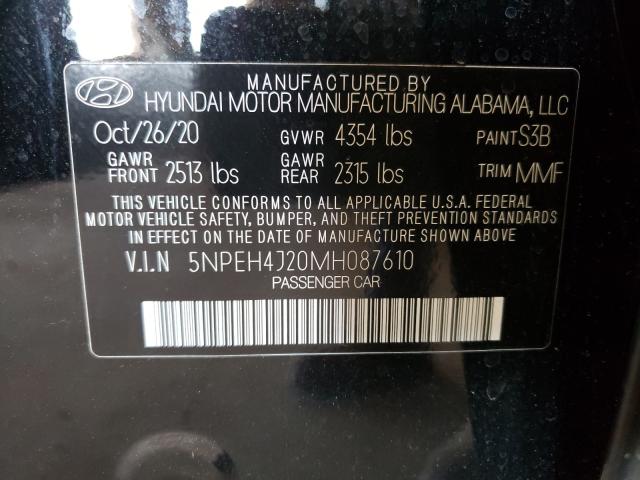 MANUFACTURED BY
HYUNDAI MOTOR MANUFACTURING ALABAMA, LLC
Oct/26/20 GVWR 4354 lbs PAINT S3B
GAWR FRONT 2513 lbs GAWR REAR 2315 lbs TRIM MMF
THIS VEHICLE CONFORMS TO ALL APPLICABLE U.S.A. FEDERAL
MOTOR VEHICLE SAFETY, BUMPER, AND THEFT PREVENTION STANDARDS
IN EFFECT ON THE DATE OF MANUFACTURE SHOWN ABOVE
V.I.N 5NPEH4J20MH087610
PASSENGER CAR